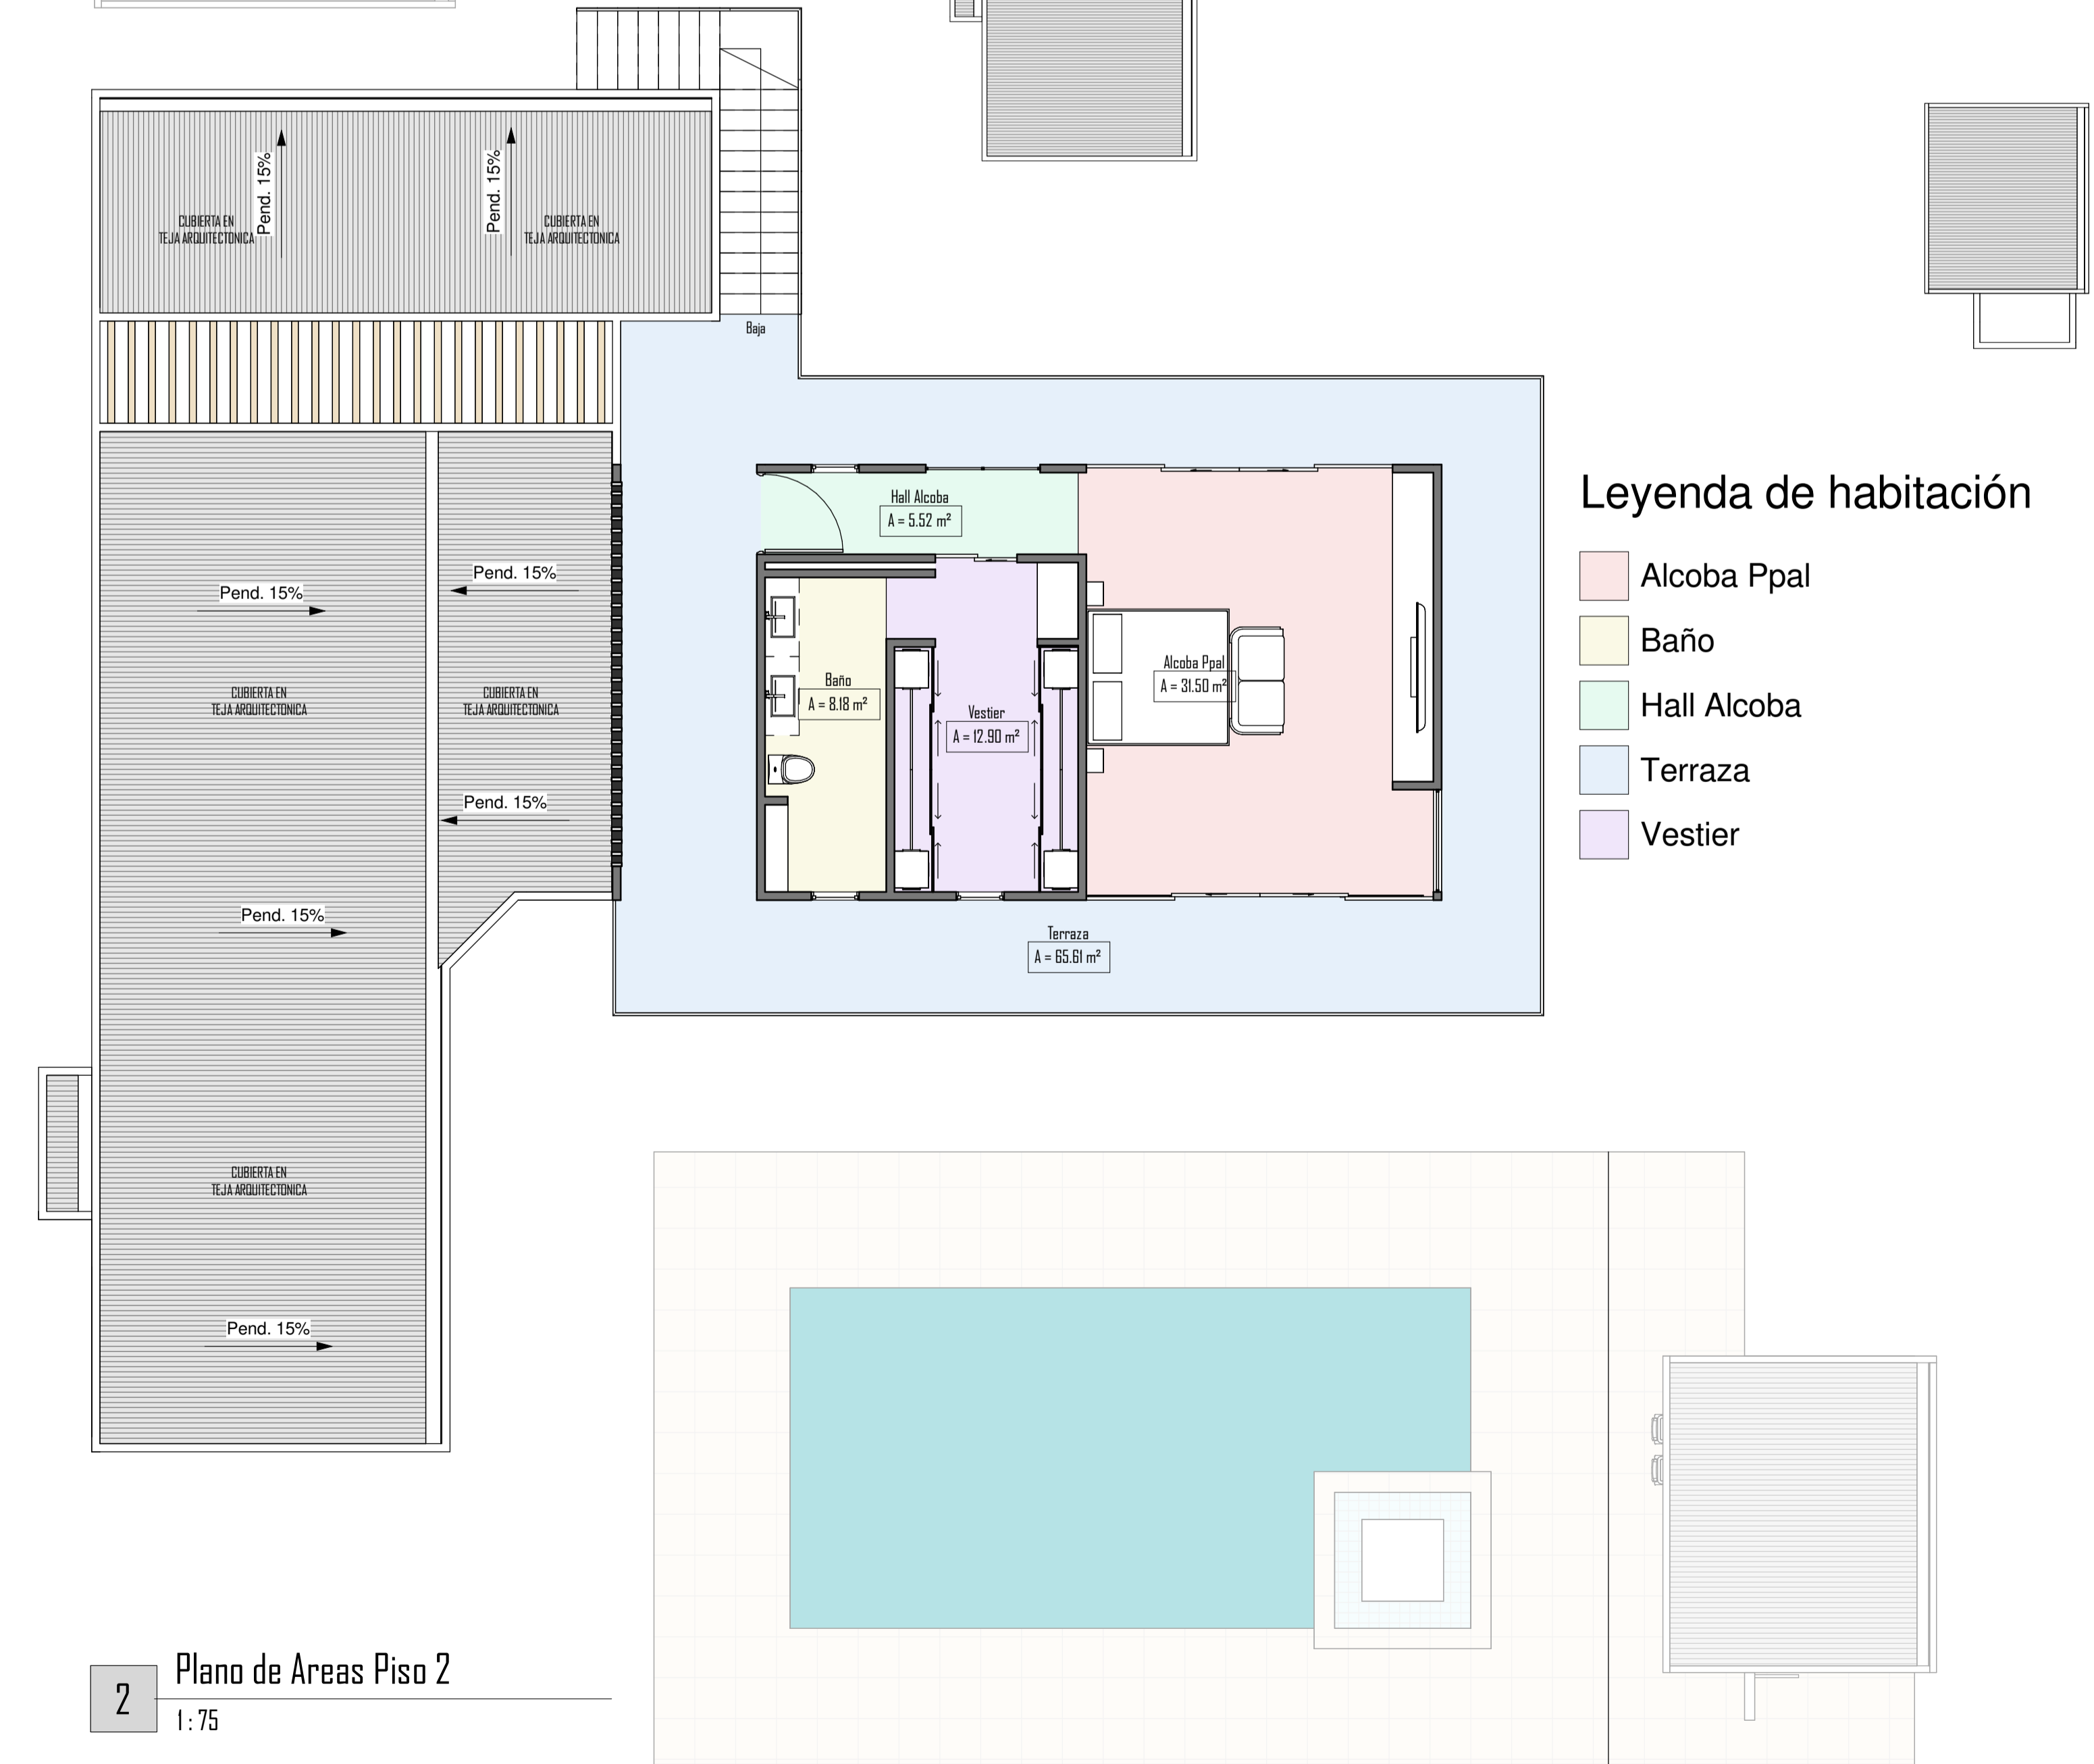 Pend. 15%
Pend. 15%
CUBIERTA EN
TEJA ARQUITECTONICA
CUBIERTA EN
TEJA ARQUITECTONICA
Baja
Hall Alcoba
A = 5.52 m²
Leyenda de habitación
Alcoba Ppal
Baño
Hall Alcoba
Terraza
Vestier
Pend. 15%
Pend. 15%
CUBIERTA EN
TEJA ARQUITECTONICA
CUBIERTA EN
TEJA ARQUITECTONICA
Baño
A = 8.18 m²
Vestier
A = 12.90 m²
Alcoba Ppal
A = 31.50 m²
Pend. 15%
Pend. 15%
Terraza
A = 65.61 m²
CUBIERTA EN
TEJA ARQUITECTONICA
Pend. 15%
2
Plano de Areas Piso 2
1 : 75